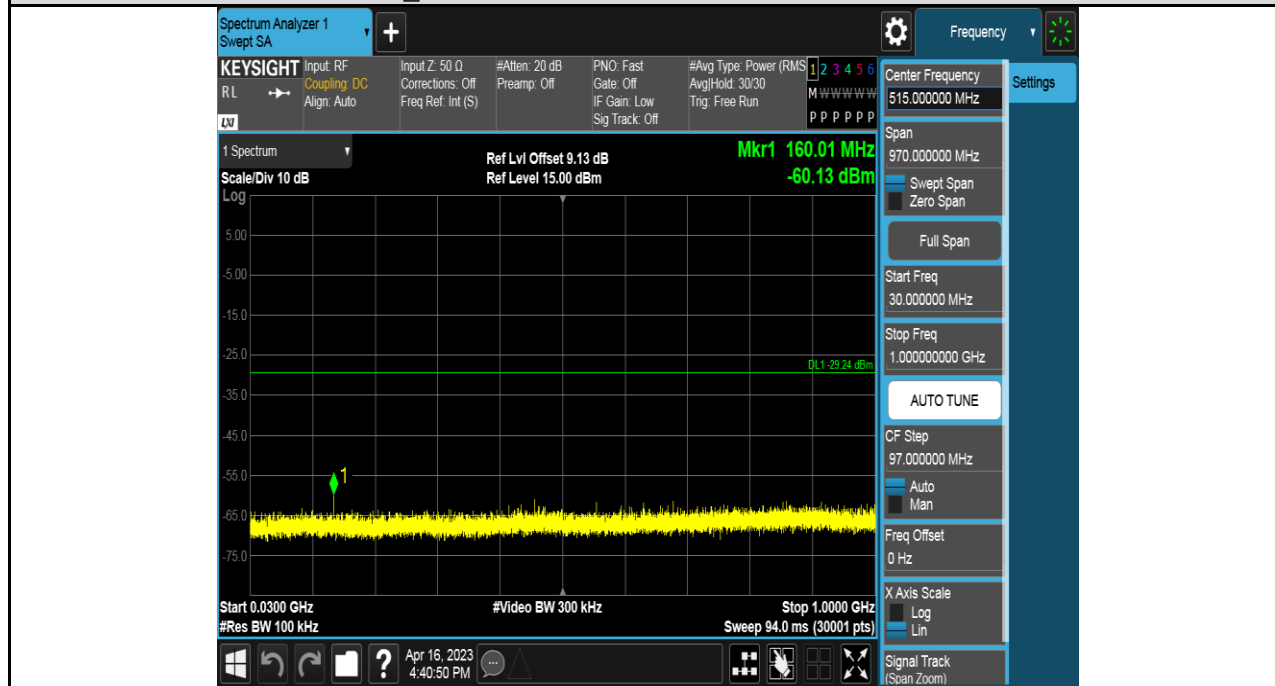 Spectrum Analyzer 1
Swept SA
+
Frequency
KEYSIGHT
RL
LXI
Input: RF
Coupling: DC
Align: Auto
Input Z: 50 Ω
Corrections: Off
Freq Ref: Int (S)
#Atten: 20 dB
Preamp: Off
PNO: Fast
Gate: Off
IF Gain: Low
Sig Track: Off
#Avg Type: Power (RMS
Avg|Hold: 30/30
Trig: Free Run
1 2 3 4 5 6
M W W W W W
P P P P P P
1 Spectrum
Scale/Div 10 dB
Log
Ref Lvl Offset 9.13 dB
Ref Level 15.00 dBm
Mkr1 160.01 MHz
-60.13 dBm
5.00
-5.00
-15.0
-25.0
DL1 -29.24 dBm
-35.0
-45.0
-55.0
1
-65.0
-75.0
Start 0.0300 GHz
#Video BW 300 kHz
Stop 1.0000 GHz
#Res BW 100 kHz
Sweep 94.0 ms (30001 pts)
?
Apr 16, 2023
4:40:50 PM
Center Frequency
515.000000 MHz
Settings
Span
970.000000 MHz
Swept Span
Zero Span
Full Span
Start Freq
30.000000 MHz
Stop Freq
1.000000000 GHz
AUTO TUNE
CF Step
97.000000 MHz
Auto
Man
Freq Offset
0 Hz
X Axis Scale
Log
Lin
Signal Track
(Span Zoom)